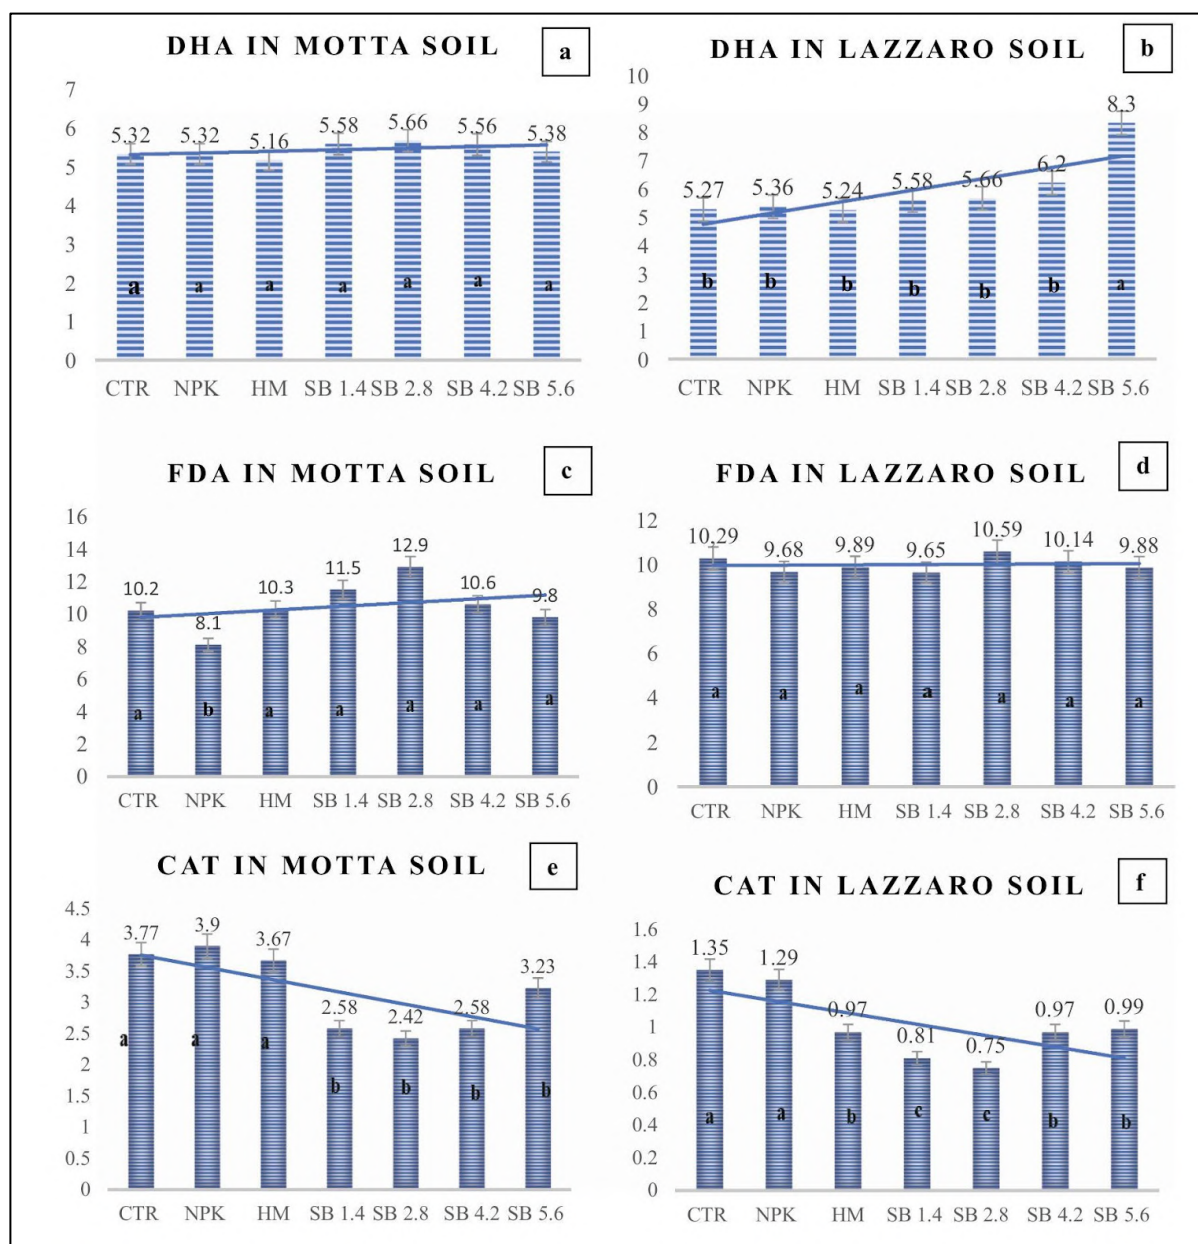 DHA IN MOTTA SOIL
a
7
6
5
4
3
2
1
0
5.32 5.32 5.16 5.58 5.66 5.56 5.38
a a a a a a a
CTR NPK HM SB 1.4 SB 2.8 SB 4.2 SB 5.6
DHA IN LAZZARO SOIL
b
10
9
8
7
6
5
4
3
2
1
0
5.27 5.36 5.24 5.58 5.66 6.2 8.3
b b b b b b a
CTR NPK HM SB 1.4 SB 2.8 SB 4.2 SB 5.6
FDA IN MOTTA SOIL
c
16
14
12
10
8
6
4
2
0
10.2 8.1 10.3 11.5 12.9 10.6 9.8
a b a a a a a
CTR NPK HM SB 1.4 SB 2.8 SB 4.2 SB 5.6
FDA IN LAZZARO SOIL
d
12
10
8
6
4
2
0
10.29 9.68 9.89 9.65 10.59 10.14 9.88
a a a a a a a
CTR NPK HM SB 1.4 SB 2.8 SB 4.2 SB 5.6
CAT IN MOTTA SOIL
e
4.5
4
3.5
3
2.5
2
1.5
1
0.5
0
3.77 3.9 3.67 2.58 2.42 2.58 3.23
a a a b b b b
CTR NPK HM SB 1.4 SB 2.8 SB 4.2 SB 5.6
CAT IN LAZZARO SOIL
f
1.6
1.4
1.2
1
0.8
0.6
0.4
0.2
0
1.35 1.29 0.97 0.81 0.75 0.97 0.99
a a b c c b b
CTR NPK HM SB 1.4 SB 2.8 SB 4.2 SB 5.6